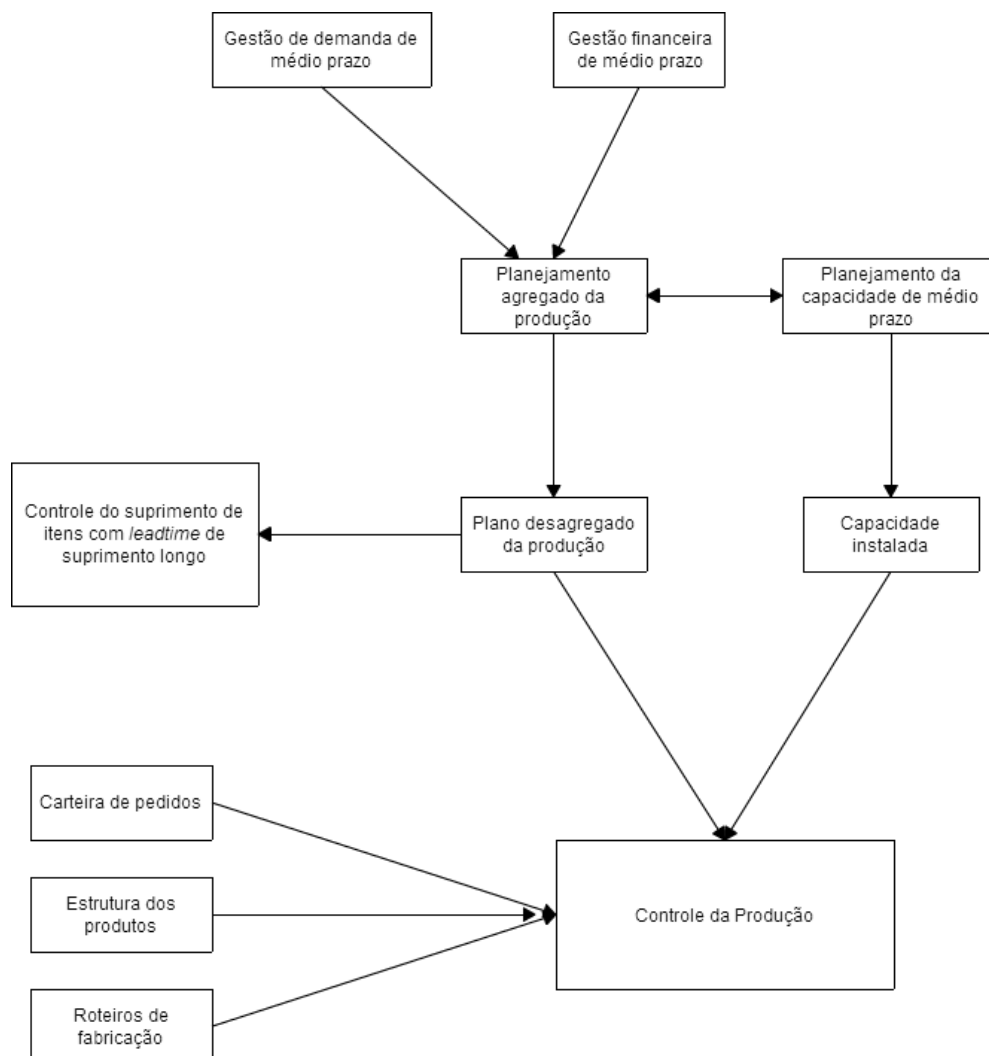 Gestão de demanda de
médio prazo
Gestão financeira
de médio prazo
Planejamento
agregado da
produção
Planejamento da
capacidade de médio
prazo
Controle do suprimento de
itens com leadtime de
suprimento longo
Plano desagregado
da produção
Capacidade
instalada
Carteira de pedidos
Estrutura dos
produtos
Roteiros de
fabricação
Controle da Produção